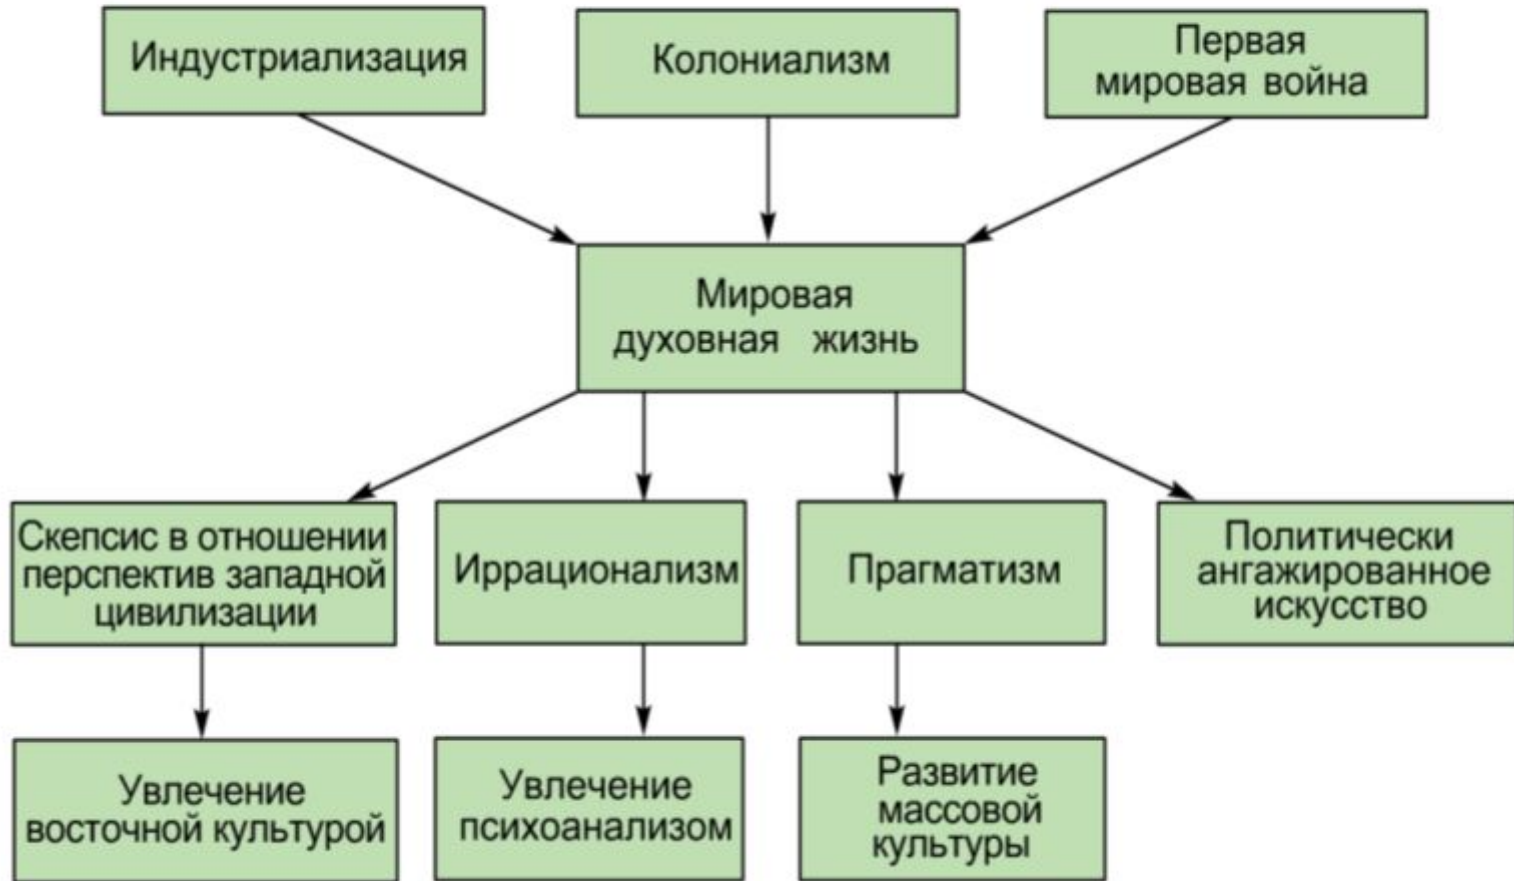 Индустриализация
Колониализм
Первая
мировая война
Мировая
духовная жизнь
Скепсис в отношении
перспектив западной
цивилизации
Иррационализм
Прагматизм
Политически
ангажированное
искусство
Увлечение
восточной культурой
Увлечение
психоанализом
Развитие
массовой
культуры